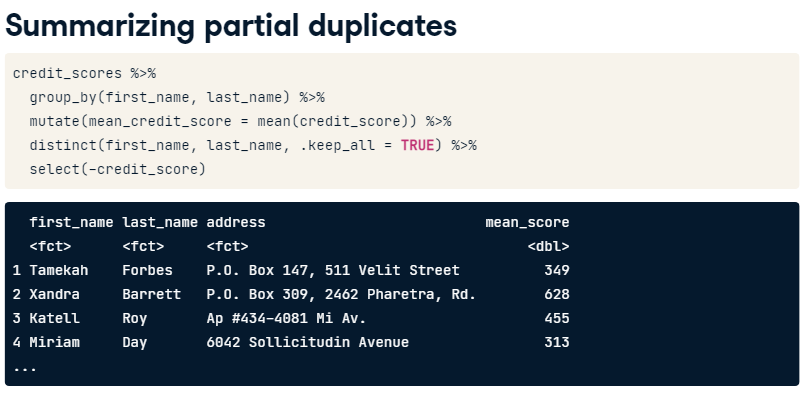 Summarizing partial duplicates
credit_scores %>%
  group_by(first_name, last_name) %>%
  mutate(mean_credit_score = mean(credit_score)) %>%
  distinct(first_name, last_name, .keep_all = TRUE) %>%
  select(-credit_score)
  first_name last_name address                          mean_score
  <fct>      <fct>     <fct>                                 <dbl>
1 Tamekah    Forbes    P.O. Box 147, 511 Velit Street          349
2 Xandra     Barrett   P.O. Box 309, 2462 Pharetra, Rd.        628
3 Katell     Roy       Ap #434-4081 Mi Av.                     455
4 Miriam     Day       6042 Sollicitudin Avenue                313
...